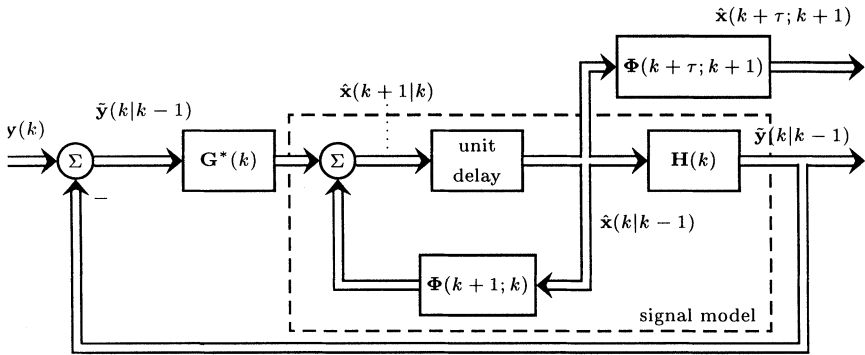 x̂(k + τ; k + 1)
Φ(k + τ; k + 1)
x̂(k + 1|k)
y(k)
ỹ(k|k − 1)
Σ
G*(k)
Σ
unit
delay
H(k)
ỹ(k|k − 1)
−
x̂(k|k − 1)
Φ(k + 1; k)
signal model